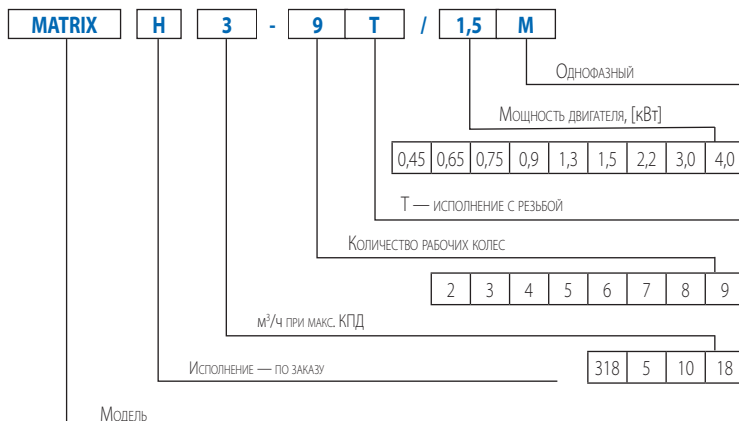 MATRIX H 3 - 9 T / 1,5 M
Однофазный
Мощность двигателя, [кВт]
0,45 0,65 0,75 0,9 1,3 1,5 2,2 3,0 4,0
Т — исполнение с резьбой
Количество рабочих колес
2 3 4 5 6 7 8 9
м³/ч при макс. КПД
318 5 10 18
Исполнение — по заказу
Модель